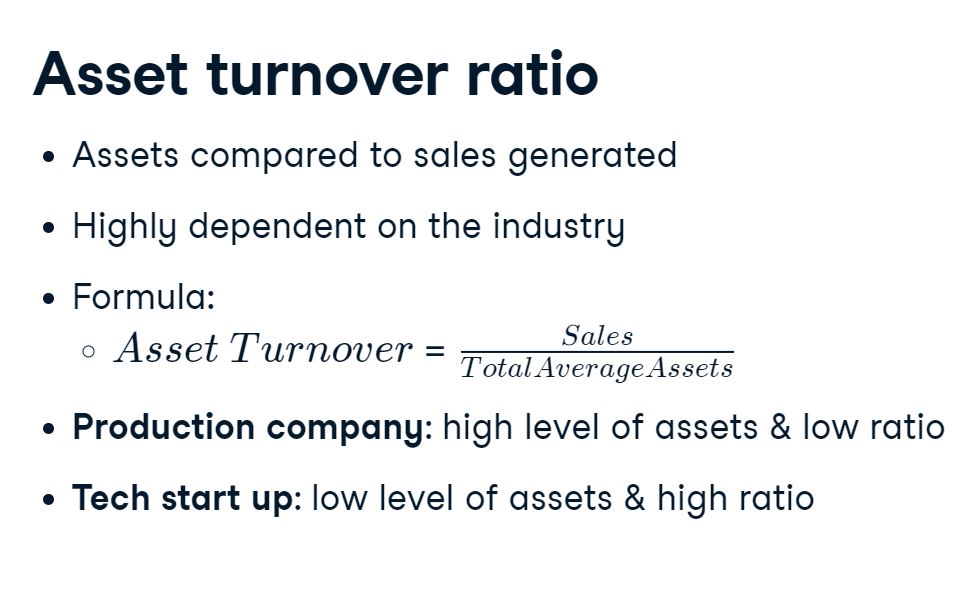 Asset turnover ratio
• Assets compared to sales generated
• Highly dependent on the industry
• Formula:
○ Asset Turnover = Sales / TotalAverageAssets
• Production company: high level of assets & low ratio
• Tech start up: low level of assets & high ratio